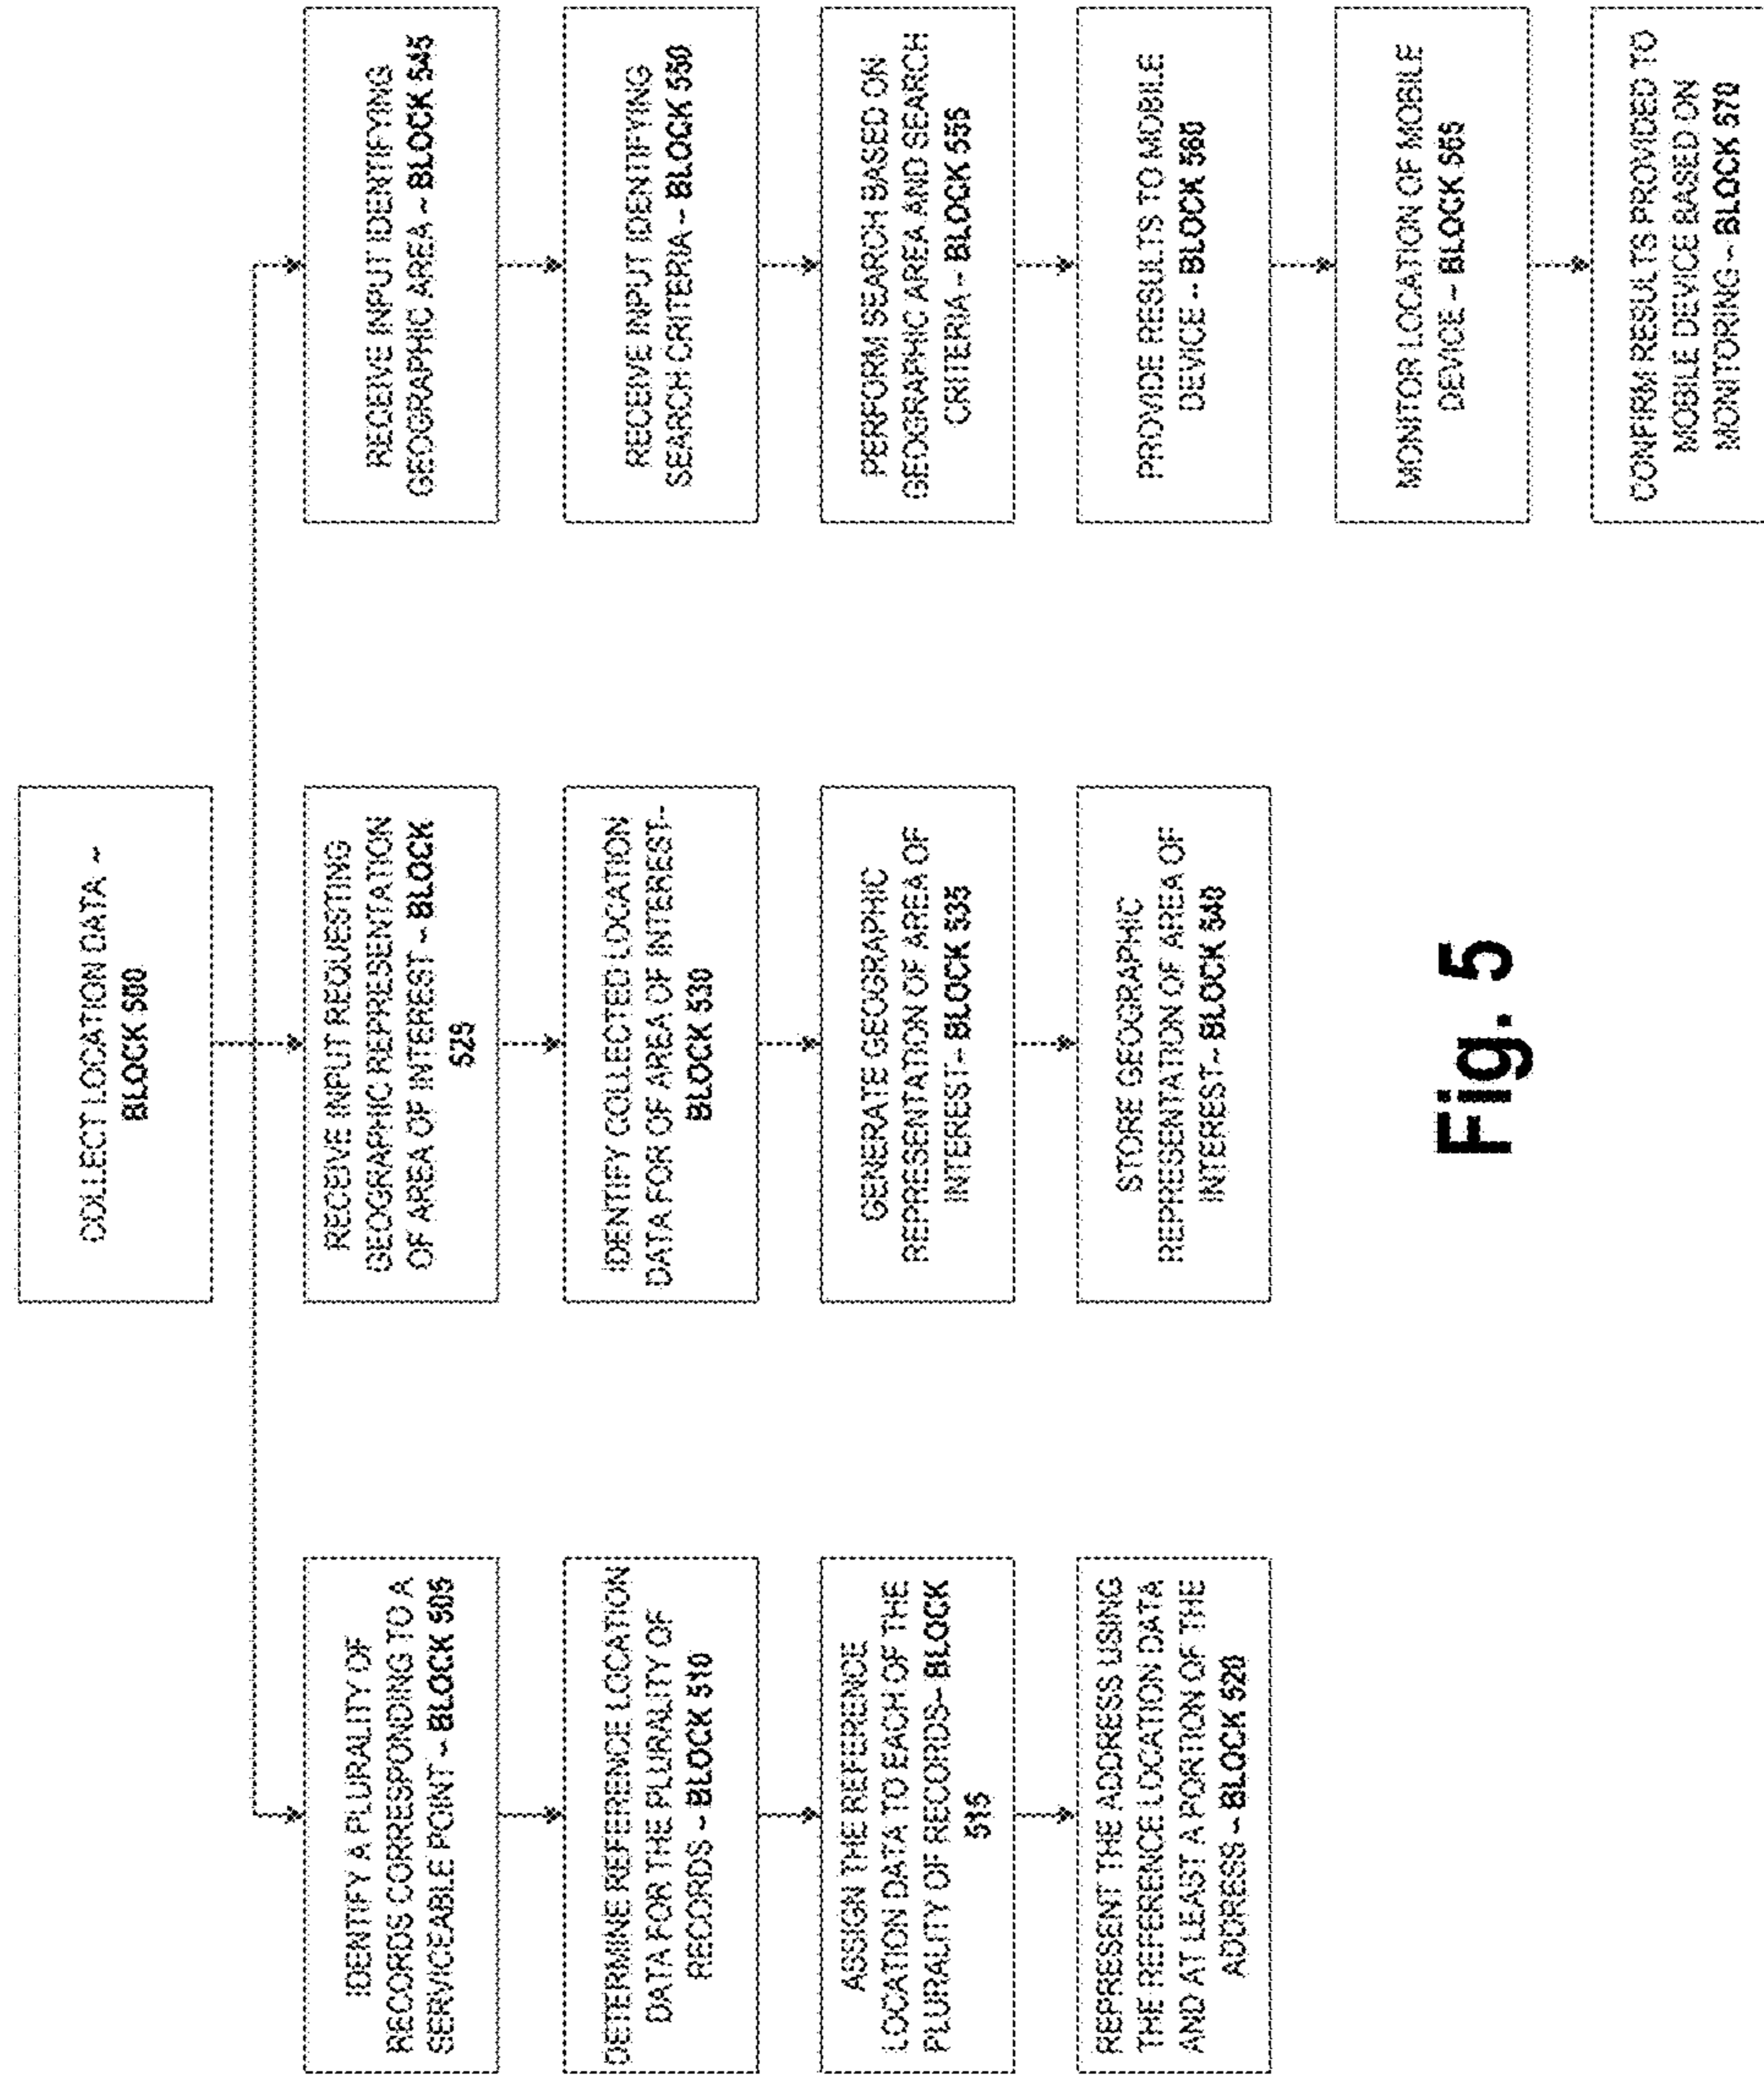 COLLECT LOCATION DATA ~
BLOCK 500
IDENTIFY A PLURALITY OF
RECORDS CORRESPONDING TO A
SERVICEABLE POINT ~ BLOCK 505
DETERMINE REFERENCE LOCATION
DATA FOR THE PLURALITY OF
RECORDS ~ BLOCK 510
ASSIGN THE REFERENCE
LOCATION DATA TO EACH OF THE
PLURALITY OF RECORDS~ BLOCK
515
REPRESENT THE ADDRESS USING
THE REFERENCE LOCATION DATA
AND AT LEAST A PORTION OF THE
ADDRESS ~ BLOCK 520
RECEIVE INPUT REQUESTING
GEOGRAPHIC REPRESENTATION
OF AREA OF INTEREST ~ BLOCK
525
IDENTIFY COLLECTED LOCATION
DATA FOR OF AREA OF INTEREST~
BLOCK 530
GENERATE GEOGRAPHIC
REPRESENTATION OF AREA OF
INTEREST~ BLOCK 535
STORE GEOGRAPHIC
REPRESENTATION OF AREA OF
INTEREST~ BLOCK 540
RECEIVE INPUT IDENTIFYING
GEOGRAPHIC AREA ~ BLOCK 545
RECEIVE INPUT IDENTIFYING
SEARCH CRITERIA ~ BLOCK 550
PERFORM SEARCH BASED ON
GEOGRAPHIC AREA AND SEARCH
CRITERIA ~ BLOCK 555
PROVIDE RESULTS TO MOBILE
DEVICE ~ BLOCK 560
MONITOR LOCATION OF MOBILE
DEVICE ~ BLOCK 565
CONFIRM RESULTS PROVIDED TO
MOBILE DEVICE BASED ON
MONITORING ~ BLOCK 570
Fig. 5